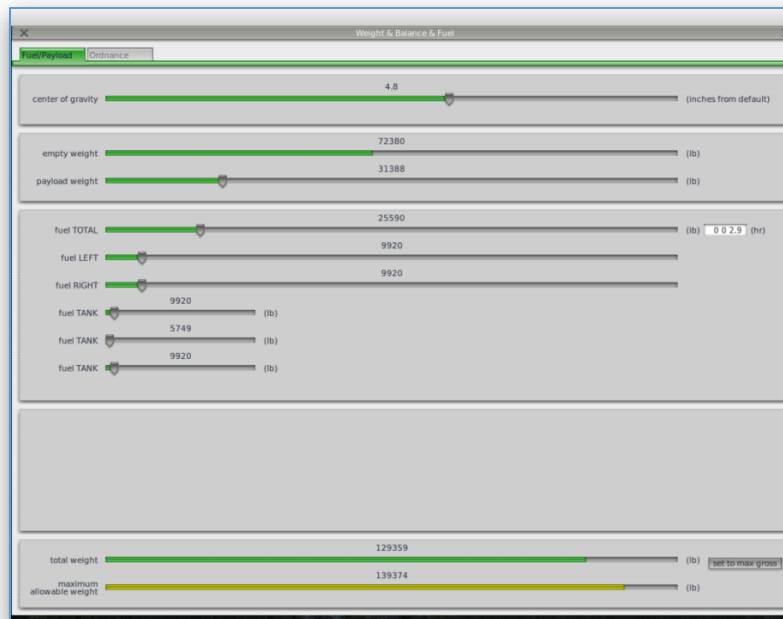 Weight & Balance & Fuel
Fuel/Payload Ordnance
4.8
center of gravity (inches from default)
72380
empty weight (lb)
31388
payload weight (lb)
25590
fuel TOTAL (lb) 0 0 2.9 (hr)
9920
fuel LEFT
9920
fuel RIGHT
9920
fuel TANK (lb)
5749
fuel TANK (lb)
9920
fuel TANK (lb)
129359
total weight (lb) set to max gross
139374
maximum
allowable weight (lb)